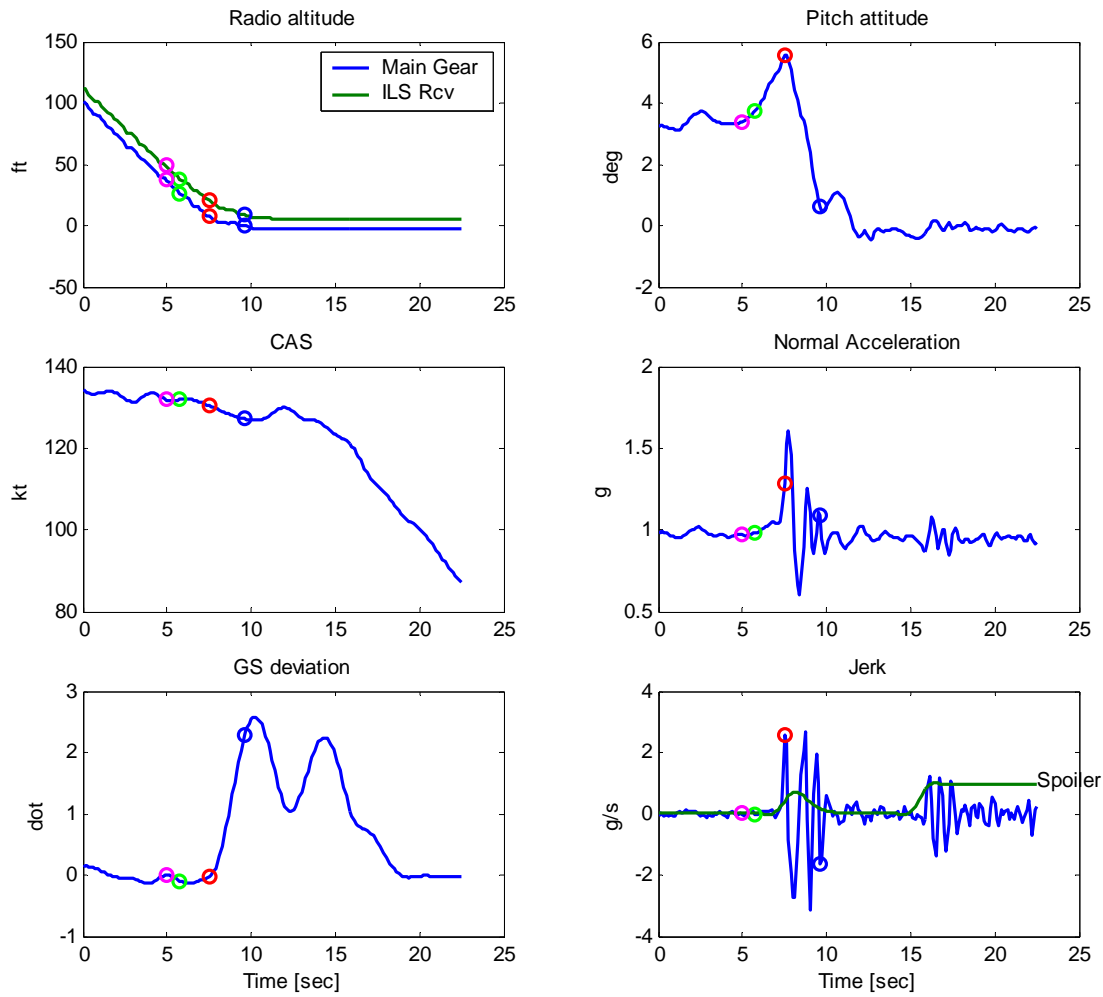 Radio altitude
150
100
50
0
-50
ft
0 5 10 15 20 25
Main Gear
ILS Rcv
Pitch attitude
6
4
2
0
-2
deg
0 5 10 15 20 25
CAS
140
120
100
80
kt
0 5 10 15 20 25
Normal Acceleration
2
1.5
1
0.5
g
0 5 10 15 20 25
GS deviation
3
2
1
0
-1
dot
0 5 10 15 20 25
Time [sec]
Jerk
4
2
0
-2
-4
g/s
Spoiler
0 5 10 15 20 25
Time [sec]